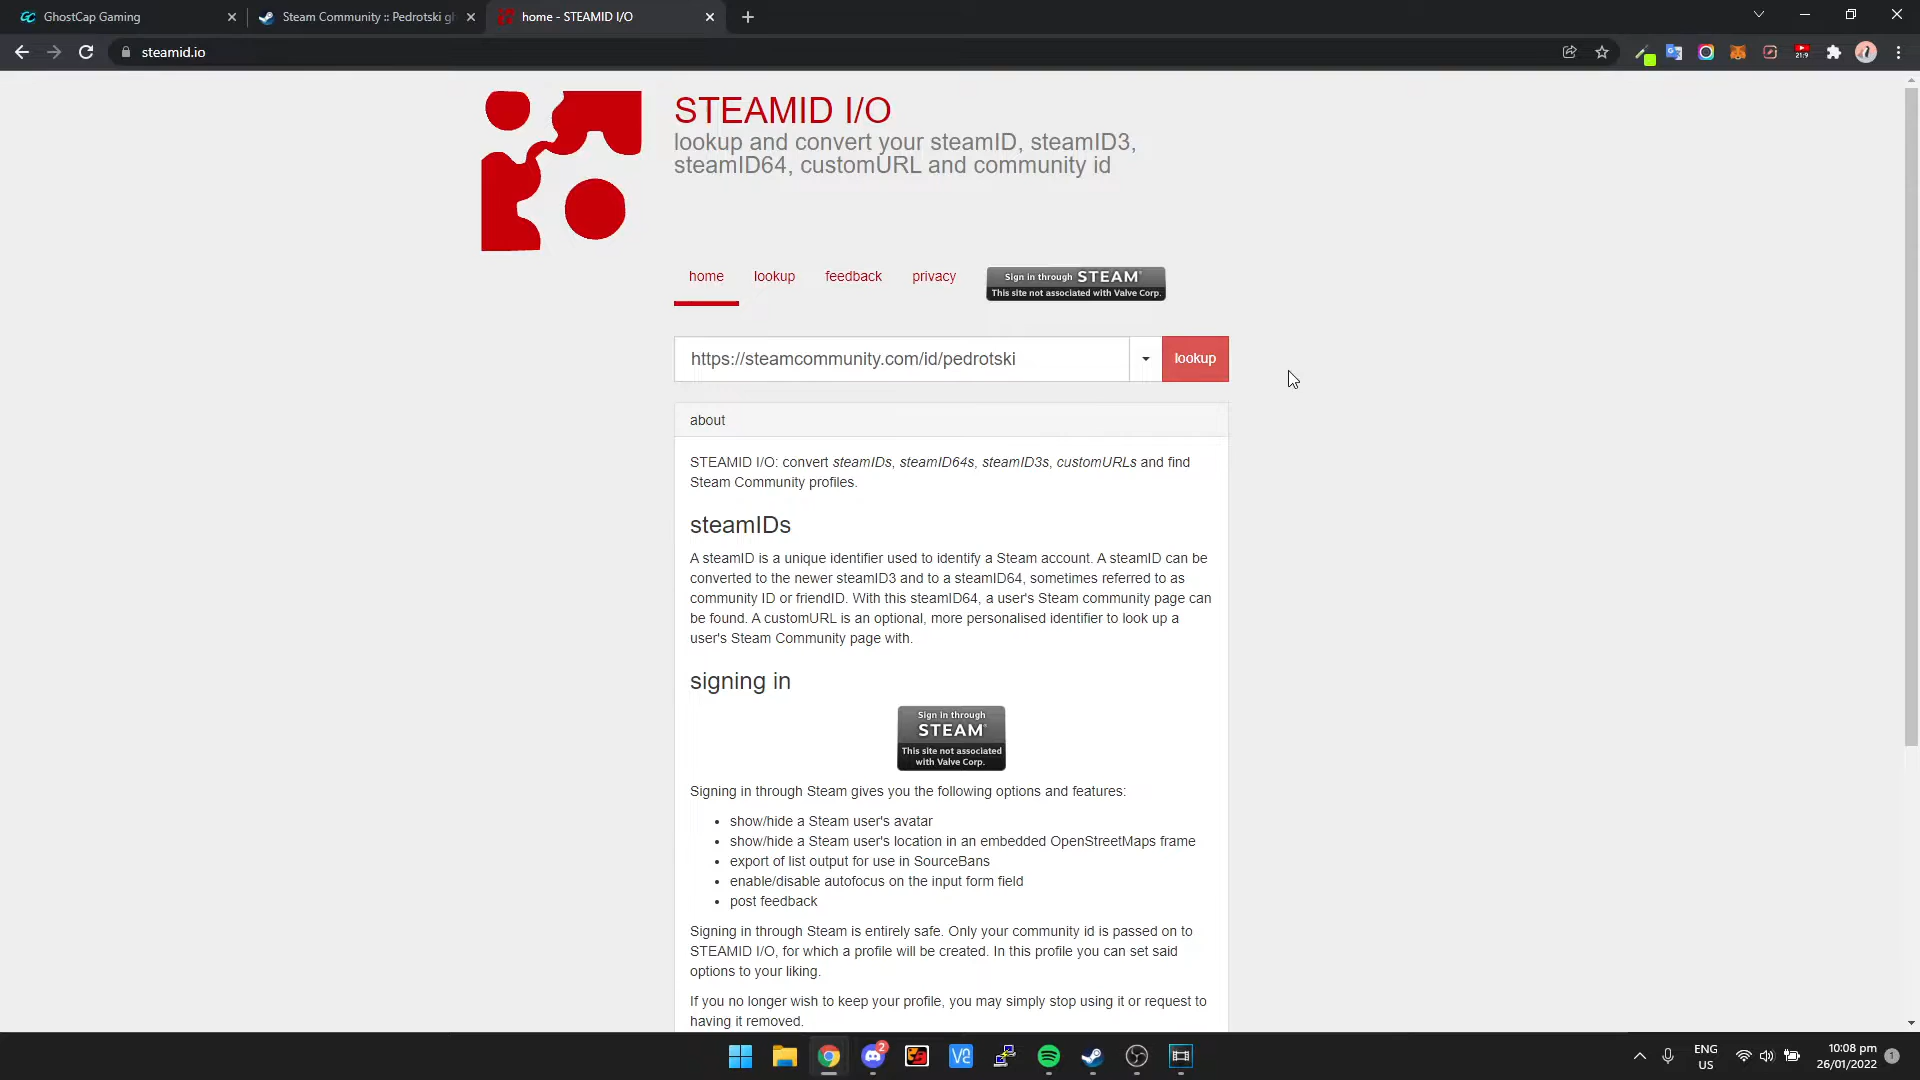 GhostCap Gaming
Steam Community :: Pedrotski gh
home - STEAMID I/O
steamid.io
21:9
STEAMID I/O
lookup and convert your steamID, steamID3,
steamID64, customURL and community id
home
lookup
feedback
privacy
Sign in through STEAM®
This site not associated with Valve Corp.
https://steamcommunity.com/id/pedrotski
lookup
about
STEAMID I/O: convert steamIDs, steamID64s, steamID3s, customURLs and find
Steam Community profiles.
steamIDs
A steamID is a unique identifier used to identify a Steam account. A steamID can be
converted to the newer steamID3 and to a steamID64, sometimes referred to as
community ID or friendID. With this steamID64, a user's Steam community page can
be found. A customURL is an optional, more personalised identifier to look up a
user's Steam Community page with.
signing in
Sign in through
STEAM®
This site not associated
with Valve Corp.
Signing in through Steam gives you the following options and features:
• show/hide a Steam user's avatar
• show/hide a Steam user's location in an embedded OpenStreetMaps frame
• export of list output for use in SourceBans
• enable/disable autofocus on the input form field
• post feedback
Signing in through Steam is entirely safe. Only your community id is passed on to
STEAMID I/O, for which a profile will be created. In this profile you can set said
options to your liking.
If you no longer wish to keep your profile, you may simply stop using it or request to
having it removed.
2
V2
ENG
US
10:08 pm
26/01/2022
1